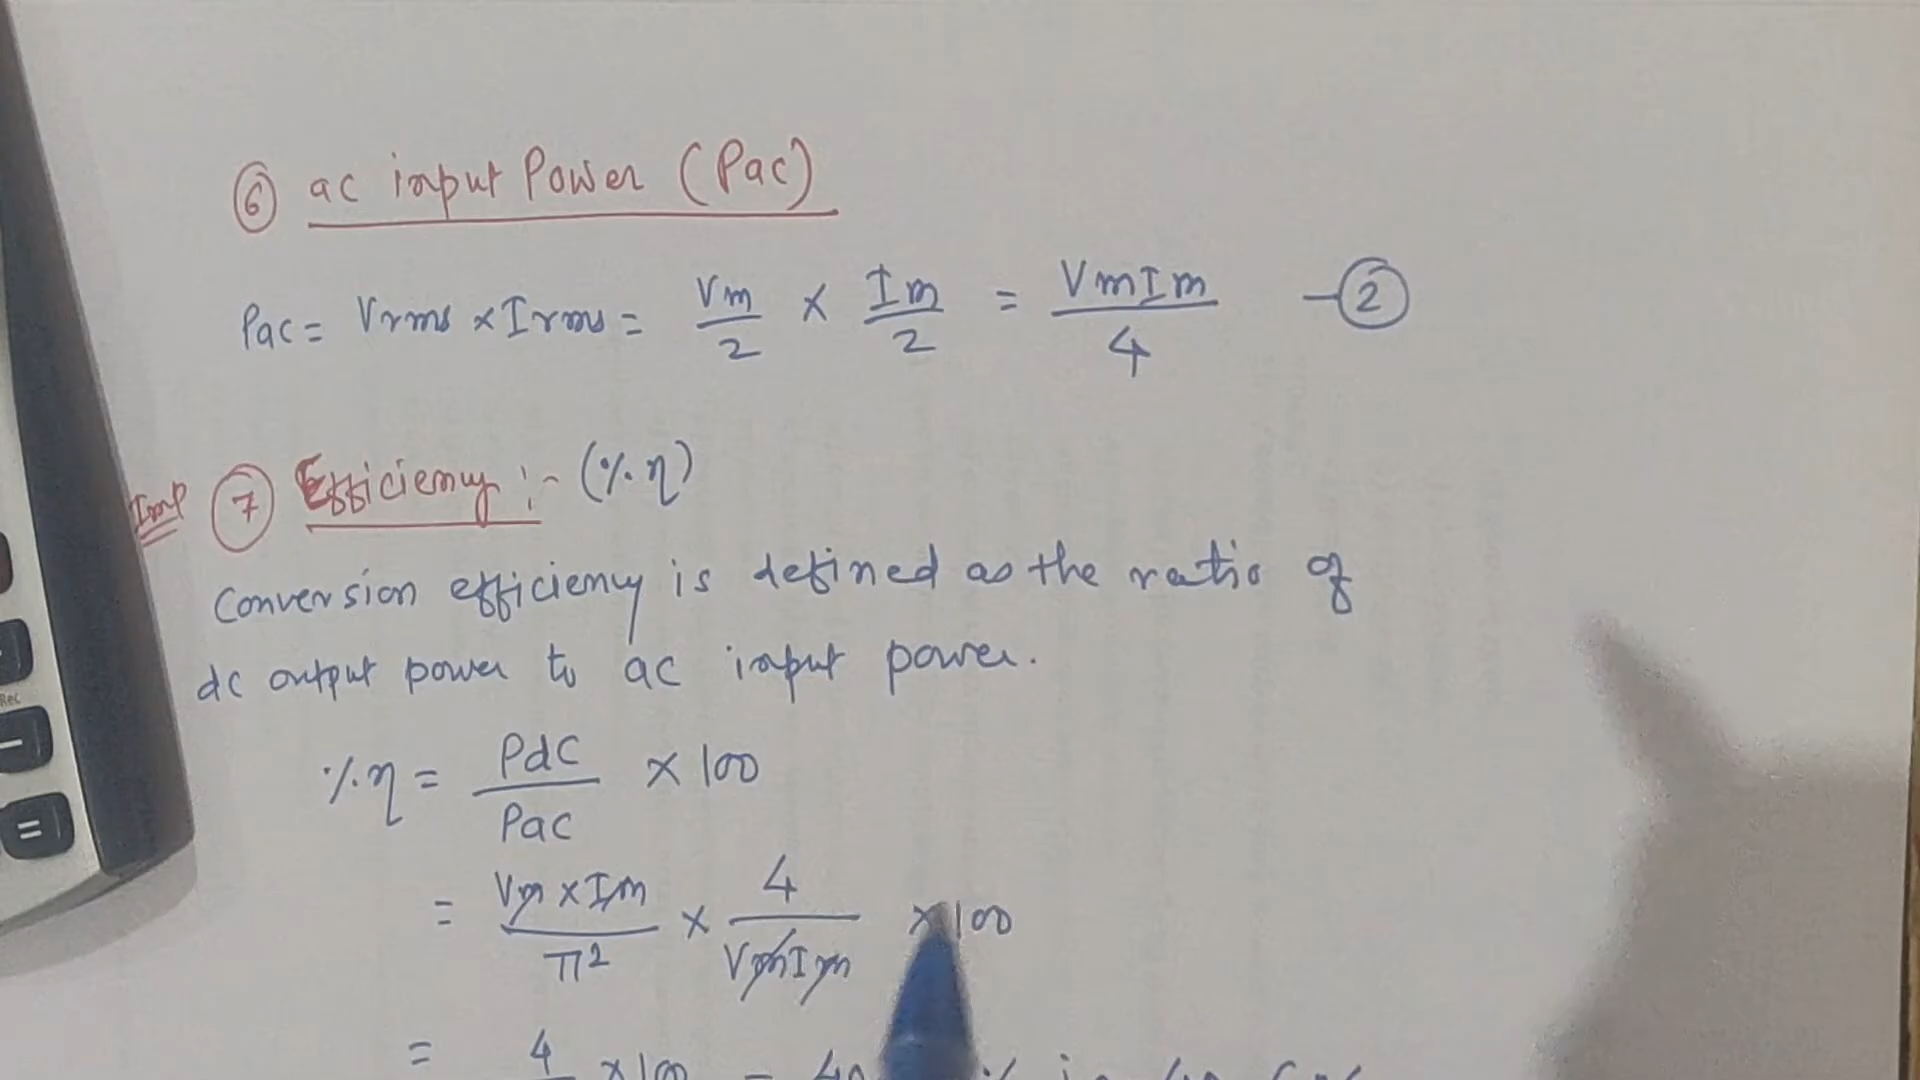 ⑥ ac input Power (Pac)
Pac = Vrms × Irms = Vm/2 × Im/2 = VmIm/4 —②
Imp ⑦ Efficiency :- (% η)
Conversion efficiency is defined as the ratio of
dc output power to ac input power.
% η = Pdc/Pac × 100
= Vm × Im/π² × 4/VmIm × 100
= 4 × 100 =
Rec
=